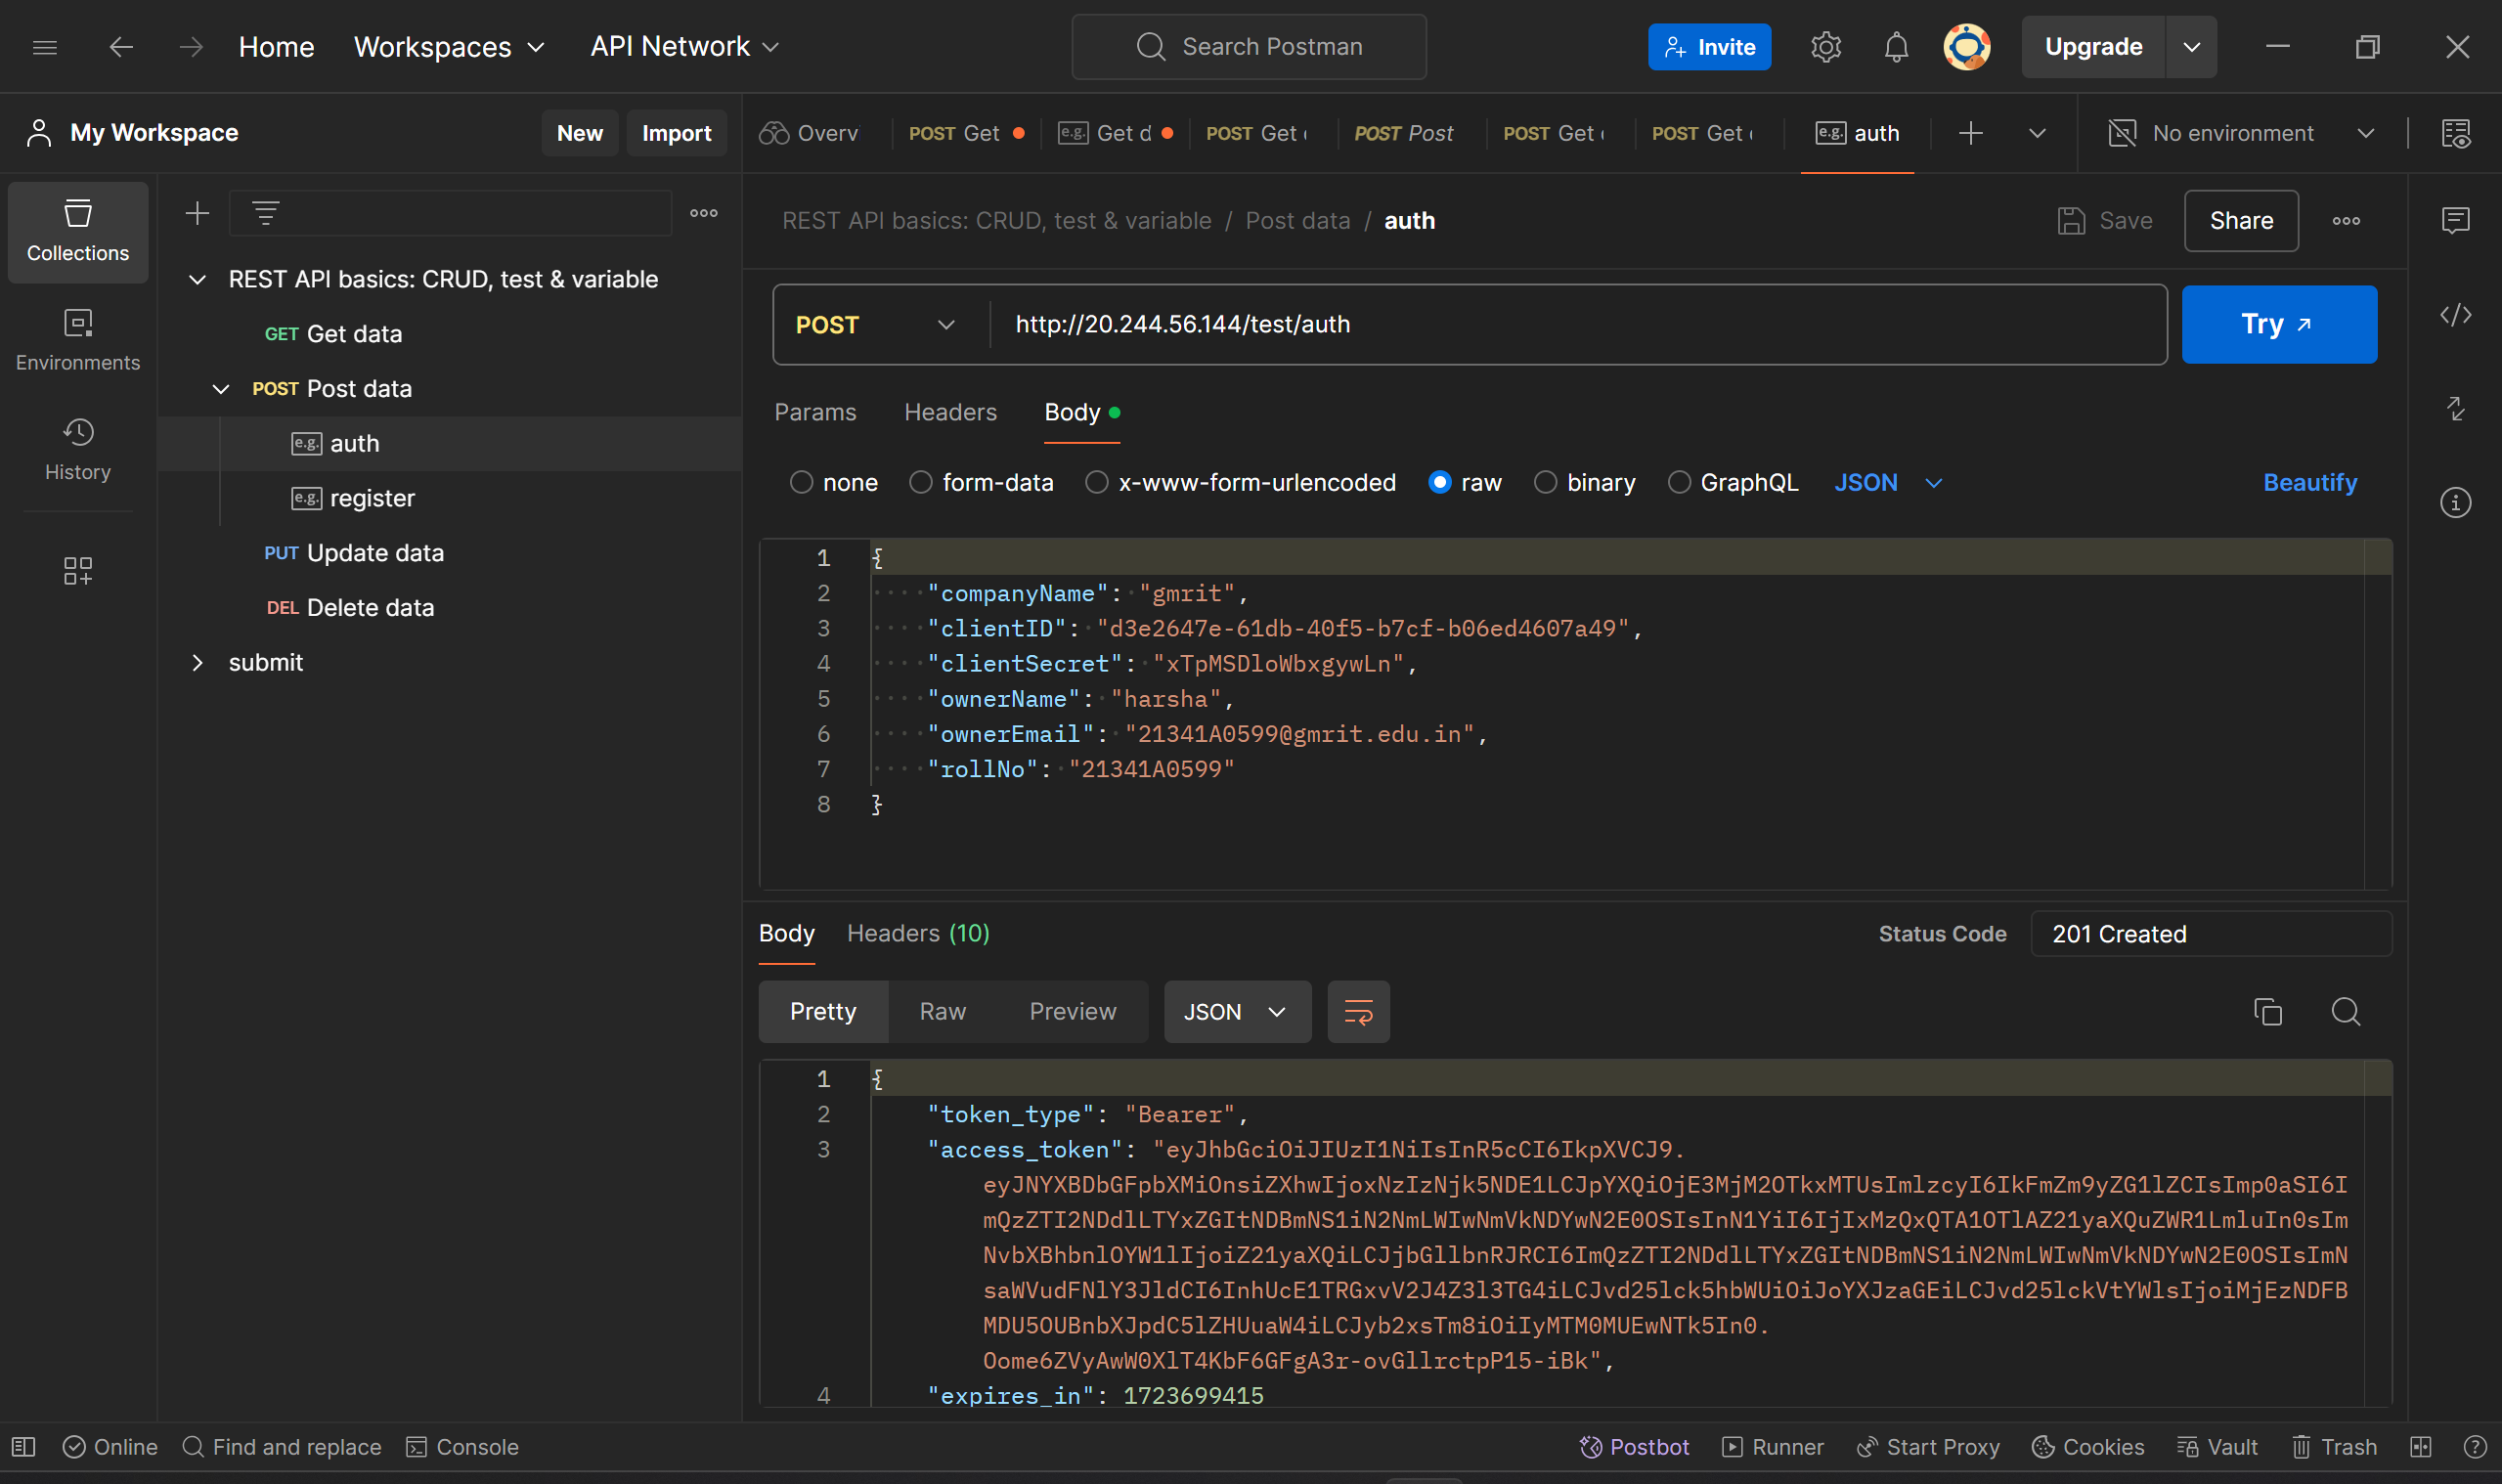 Home Workspaces API Network Search Postman Invite Upgrade
My Workspace New Import
Overv POST Get e.g. Get d POST Get POST Post POST Get POST Get e.g. auth No environment
Collections
Environments
History
REST API basics: CRUD, test & variable
GET Get data
POST Post data
e.g. auth
e.g. register
PUT Update data
DEL Delete data
submit
REST API basics: CRUD, test & variable / Post data / auth Save Share
POST http://20.244.56.144/test/auth Try
Params Headers Body
none form-data x-www-form-urlencoded raw binary GraphQL JSON Beautify
1 {
2 "companyName": "gmrit",
3 "clientID": "d3e2647e-61db-40f5-b7cf-b06ed4607a49",
4 "clientSecret": "xTpMSDloWbxgywLn",
5 "ownerName": "harsha",
6 "ownerEmail": "21341A0599@gmrit.edu.in",
7 "rollNo": "21341A0599"
8 }
Body Headers (10) Status Code 201 Created
Pretty Raw Preview JSON
1 {
2 "token_type": "Bearer",
3 "access_token": "eyJhbGciOiJIUzI1NiIsInR5cCI6IkpXVCJ9.
eyJNYXBDbGFpbXMiOnsiZXhwIjoxNzIzNjk5NDE1LCJpYXQiOjE3MjM2OTkxMTUsImlzcyI6IkFmZm9yZG1lZCIsImp0aSI6I
mQzZTI2NDdlLTYxZGItNDBmNS1iN2NmLWIwNmVkNDYwN2E0OSIsInN1YiI6IjIxMzQxQTA1OTlAZ21yaXQuZWR1LmluIn0sIm
NvbXBhbnlOYW1lIjoiZ21yaXQiLCJjbGllbnRJRCI6ImQzZTI2NDdlLTYxZGItNDBmNS1iN2NmLWIwNmVkNDYwN2E0OSIsImN
saWVudFNlY3JldCI6InhUcE1TRGxvV2J4Z3l3TG4iLCJvd25lck5hbWUiOiJoYXJzaGEiLCJvd25lckVtYWlsIjoiMjEzNDFB
MDU5OUBnbXJpdC5lZHUuaW4iLCJyb2xsTm8iOiIyMTM0MUEwNTk5In0.
Oome6ZVyAwW0XlT4KbF6GFgA3r-ovGllrctpP15-iBk",
4 "expires_in": 1723699415
Online Find and replace Console Postbot Runner Start Proxy Cookies Vault Trash